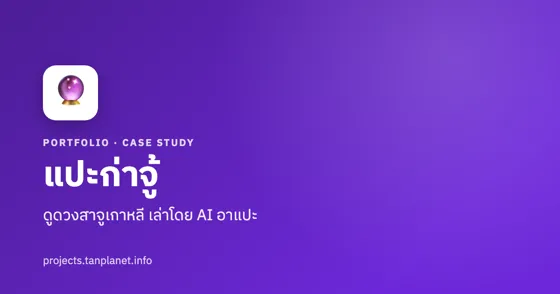 PORTFOLIO · CASE STUDY
แปะก่าจู้
ดูดวงสาจูเกาหลี เล่าโดย AI อาแปะ
projects.tanplanet.info